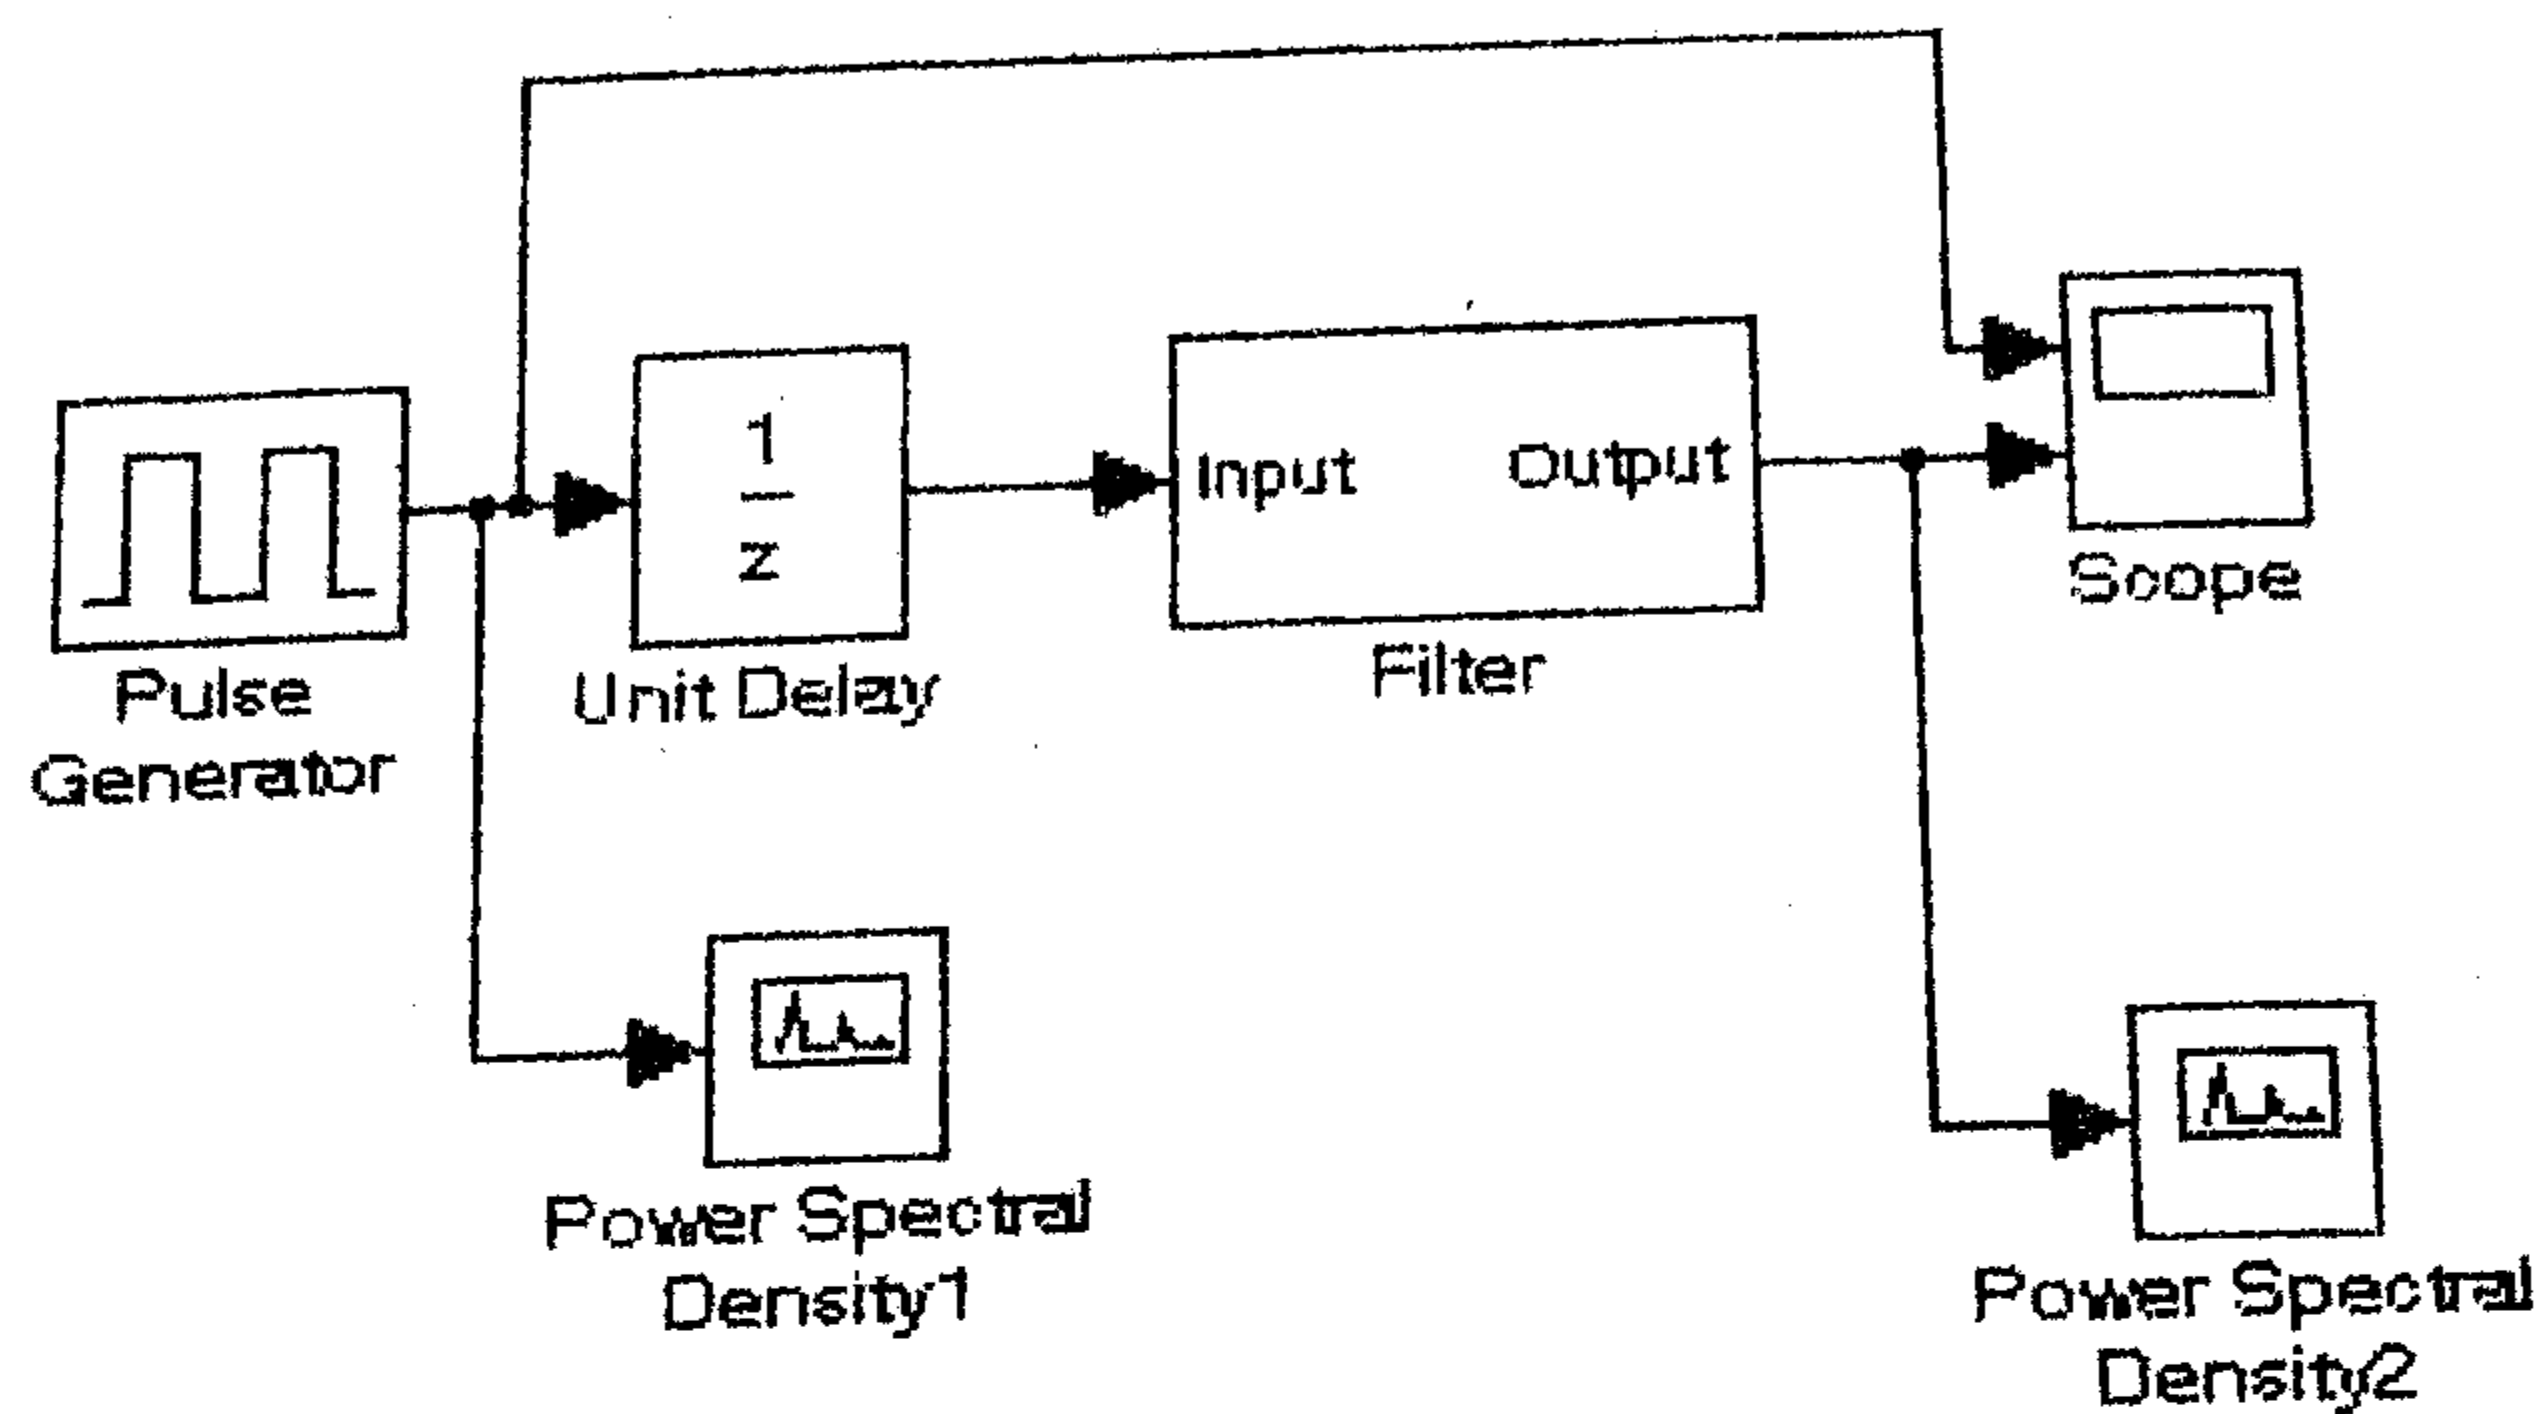 1
z
Input
Output
Scope
Filter
Pulse
Generator
Unit Delay
Power Spectral
Density1
Power Spectral
Density2